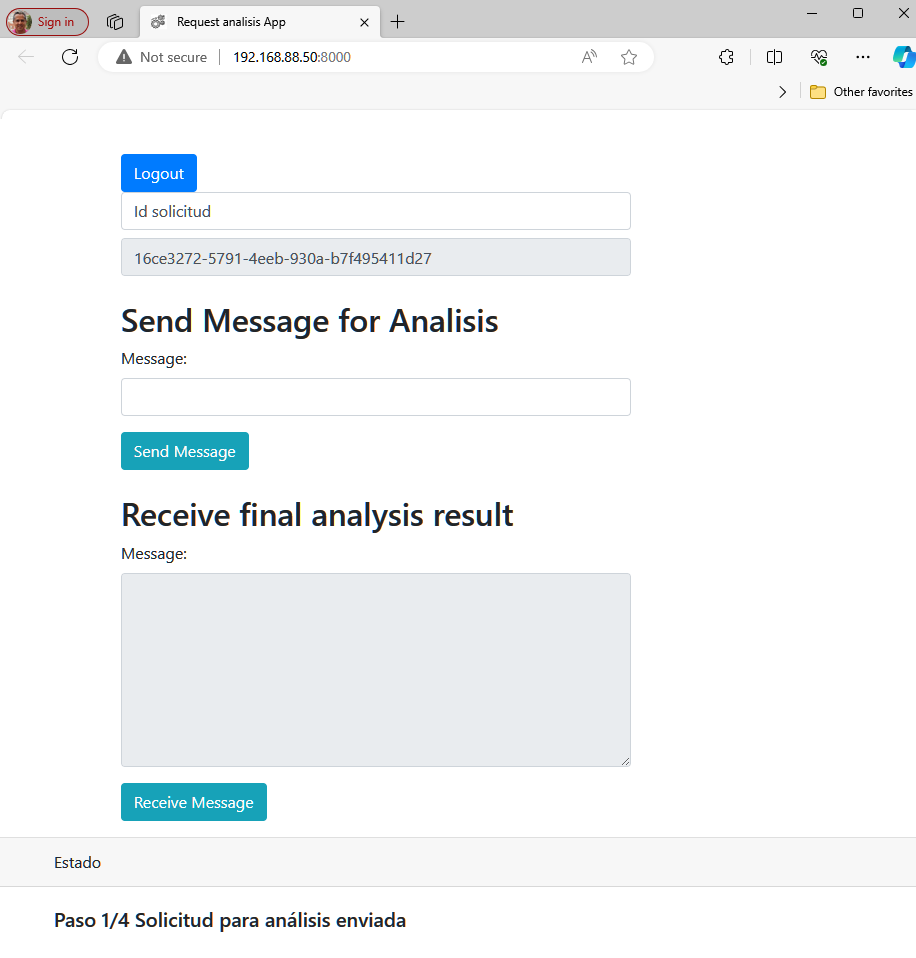 Sign in
Request analisis App
Not secure
192.168.88.50:8000
Other favorites
Logout
Id solicitud
16ce3272-5791-4eeb-930a-b7f495411d27
Send Message for Analisis
Message:
Send Message
Receive final analysis result
Message:
Receive Message
Estado
Paso 1/4 Solicitud para análisis enviada